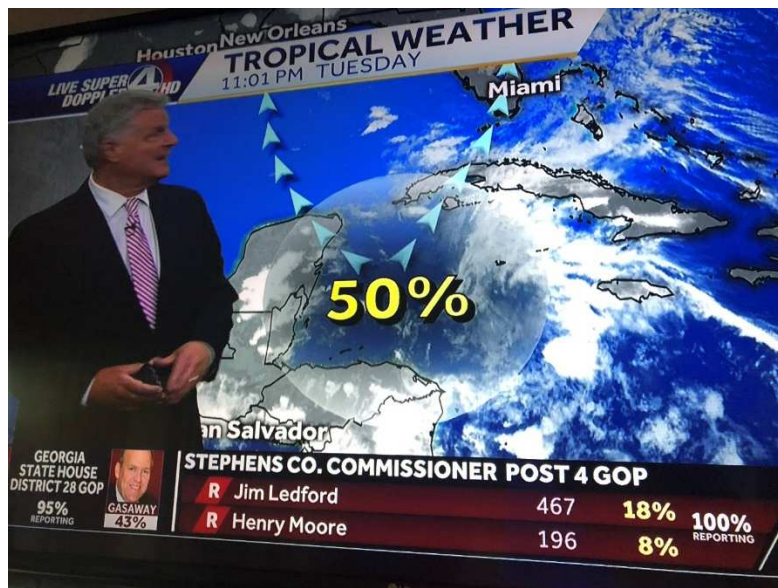 Houston New Orleans
TROPICAL WEATHER
11:01 PM TUESDAY
LIVE SUPER 4 HD
DOPPLER
Miami
50%
an Salvador
GEORGIA
STATE HOUSE
DISTRICT 28 GOP
95%
REPORTING
GASAWAY
43%
STEPHENS CO. COMMISSIONER POST 4 GOP
R Jim Ledford 467 18%
R Henry Moore 196 8%
100%
REPORTING